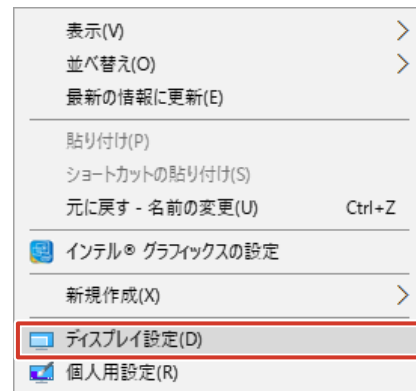 表示(V)
並べ替え(O)
最新の情報に更新(E)
貼り付け(P)
ショートカットの貼り付け(S)
元に戻す - 名前の変更(U) Ctrl+Z
インテル® グラフィックスの設定
新規作成(X)
ディスプレイ設定(D)
個人用設定(R)